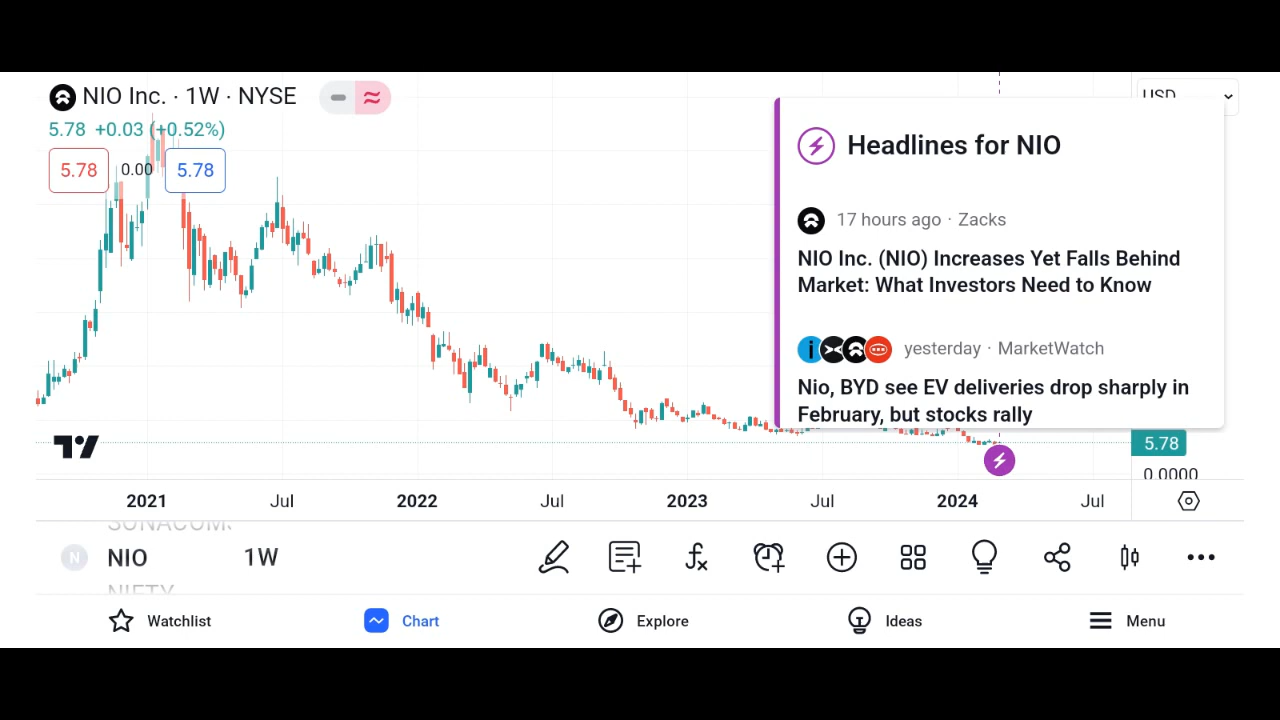 NIO Inc. · 1W · NYSE
USD
5.78 +0.03 (+0.52%)
5.78 0.00 5.78
Headlines for NIO
17 hours ago · Zacks
NIO Inc. (NIO) Increases Yet Falls Behind
Market: What Investors Need to Know
yesterday · MarketWatch
Nio, BYD see EV deliveries drop sharply in
February, but stocks rally
5.78
0.0000
2021 Jul 2022 Jul 2023 Jul 2024 Jul
SONACOMS
N NIO 1W
NIFTY
Watchlist Chart Explore Ideas Menu